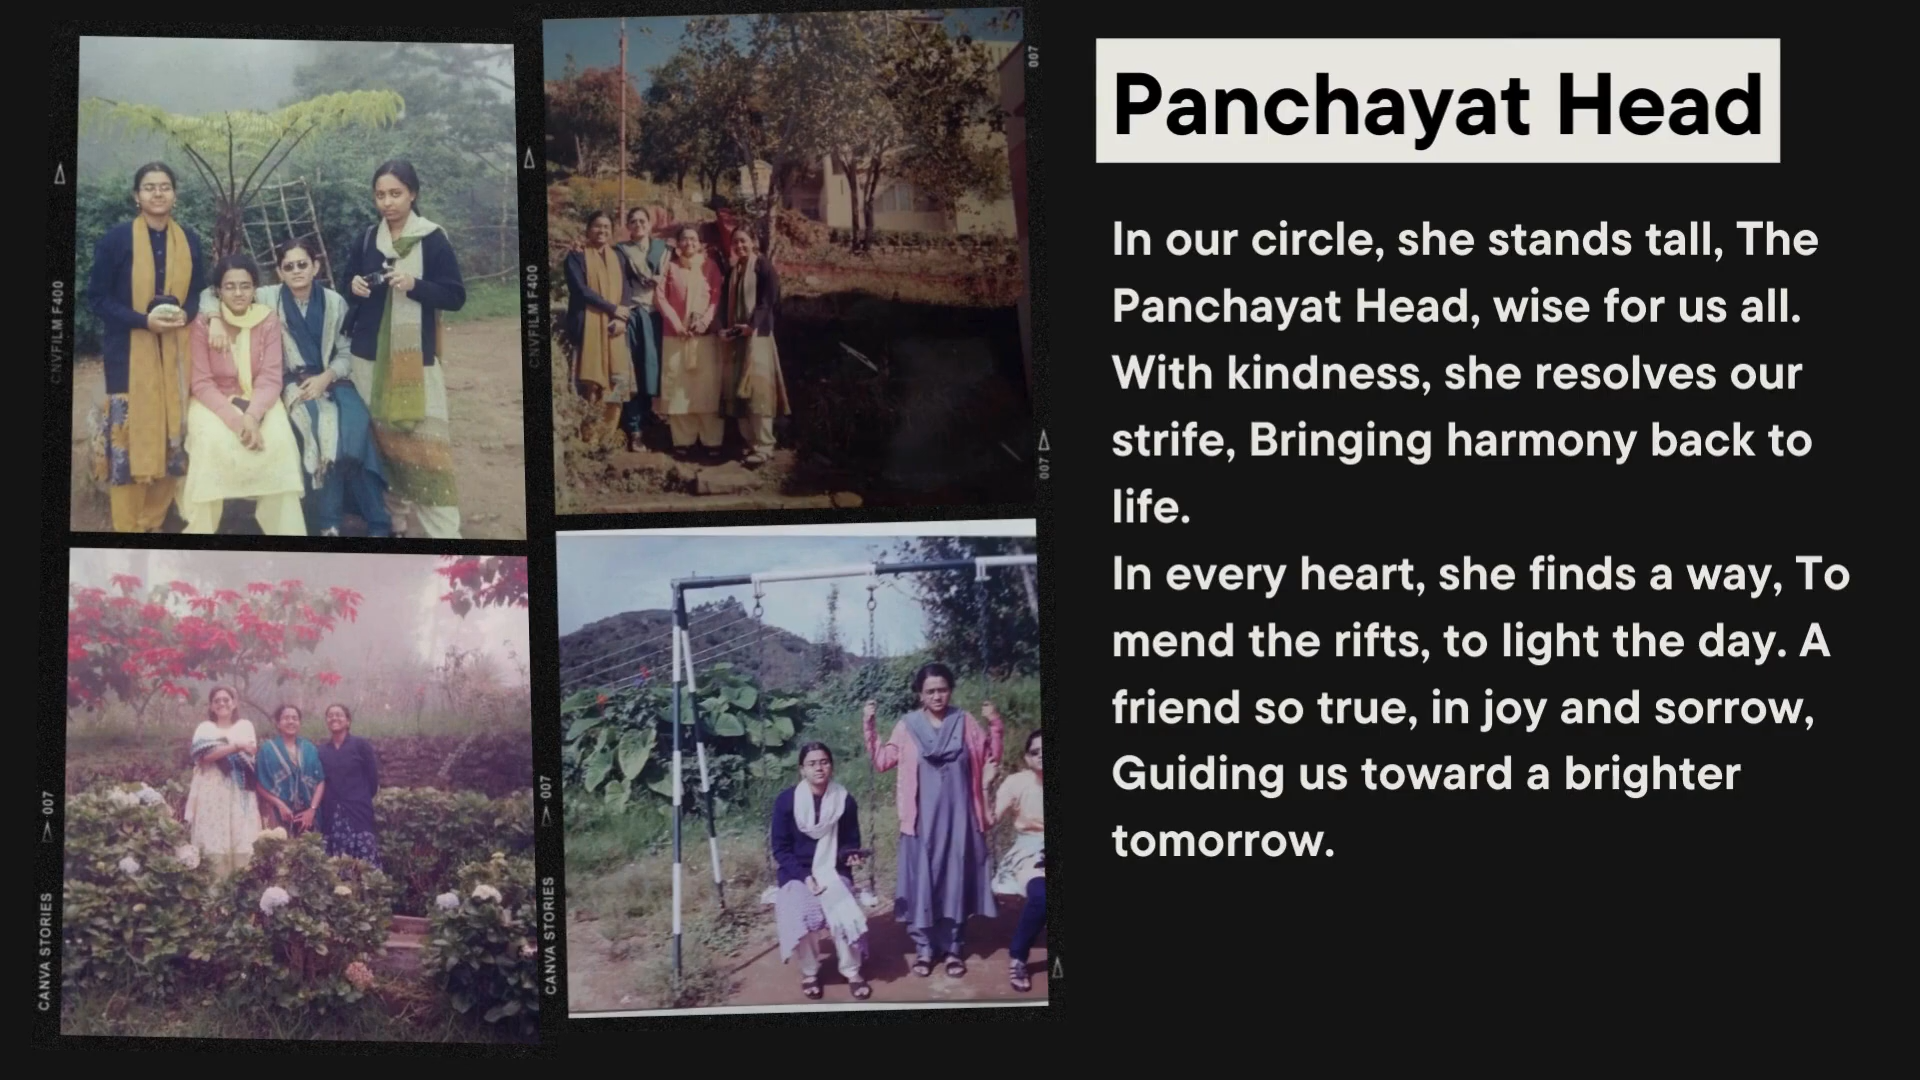 Panchayat Head
In our circle, she stands tall, The
Panchayat Head, wise for us all.
With kindness, she resolves our
strife, Bringing harmony back to
life.
In every heart, she finds a way, To
mend the rifts, to light the day. A
friend so true, in joy and sorrow,
Guiding us toward a brighter
tomorrow.
CNVFILM F400
CNVFILM F400
007
007
007
CANVA STORIES
007
CANVA STORIES